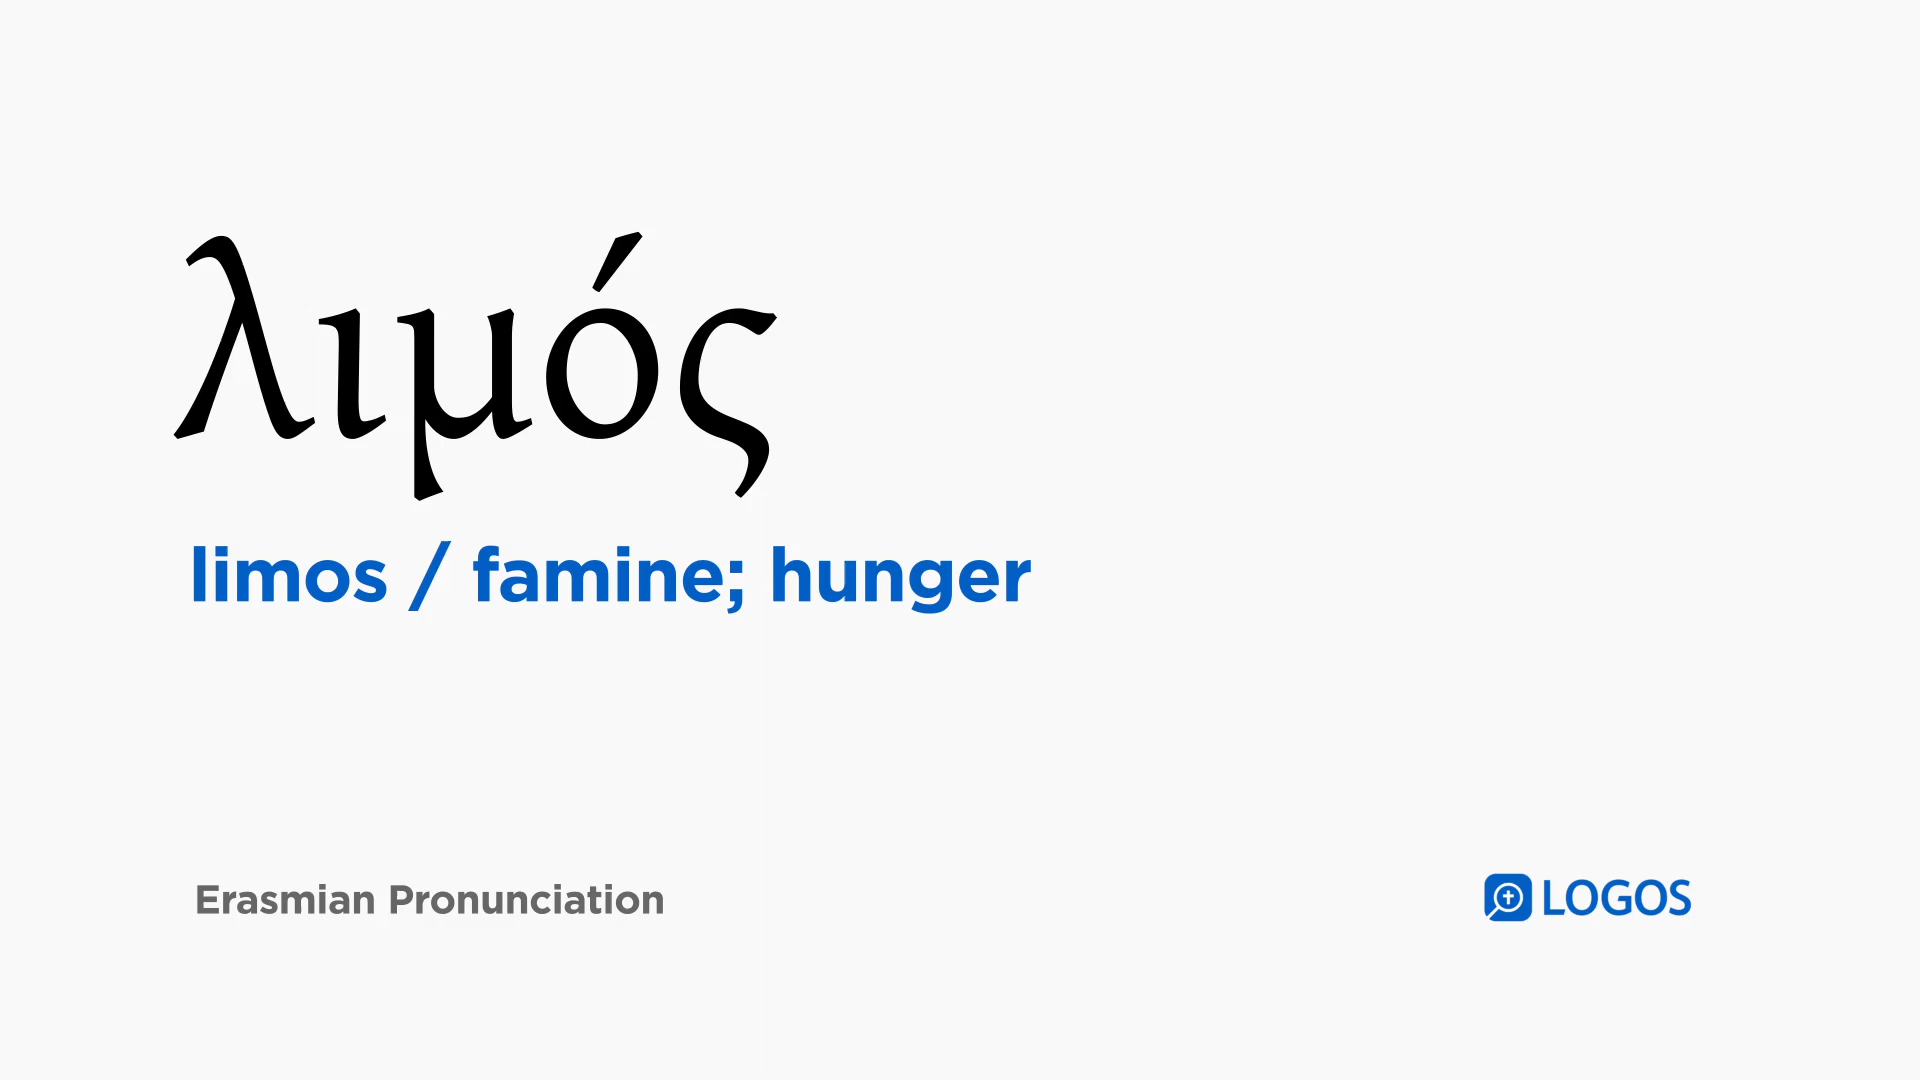 λιμός
limos / famine; hunger
Erasmian Pronunciation
LOGOS